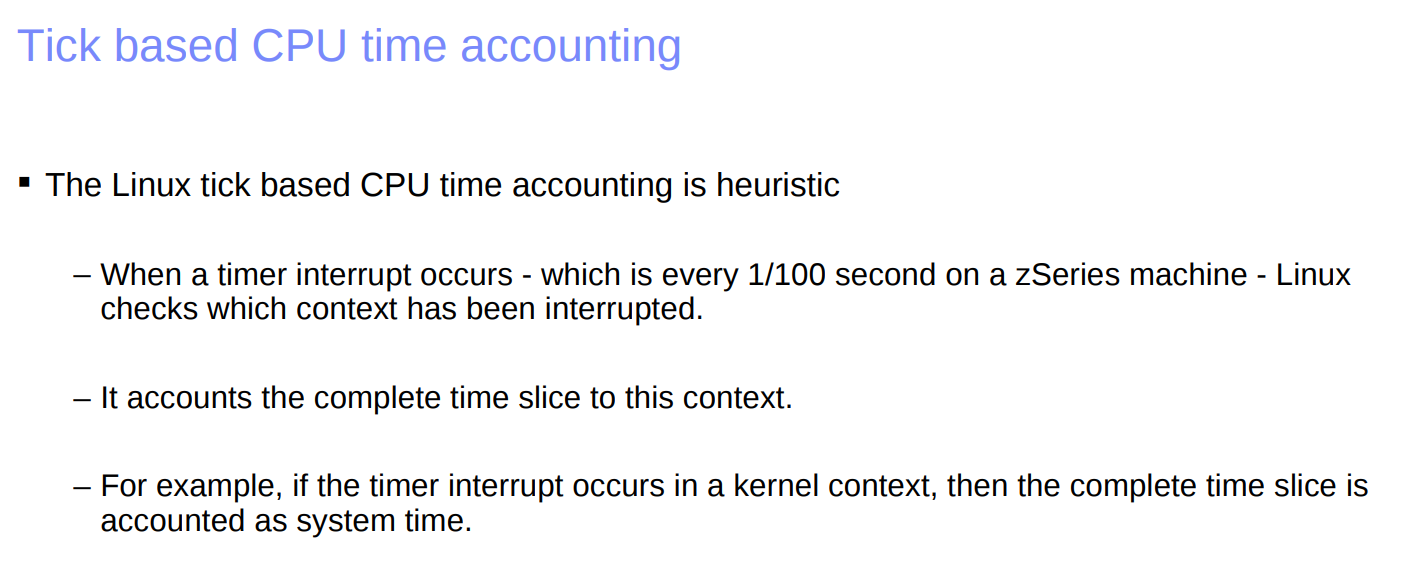 Tick based CPU time accounting
▪ The Linux tick based CPU time accounting is heuristic
– When a timer interrupt occurs - which is every 1/100 second on a zSeries machine - Linux
checks which context has been interrupted.
– It accounts the complete time slice to this context.
– For example, if the timer interrupt occurs in a kernel context, then the complete time slice is
accounted as system time.